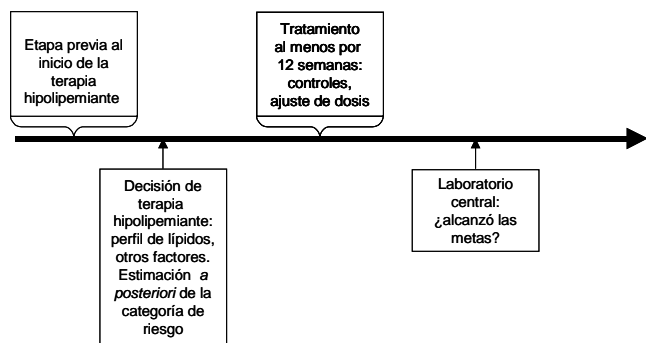 Etapa previa al
inicio de la
terapia
hipolipemiante
Decisión de
terapia
hipolipemiante:
perfil de lípidos,
otros factores.
Estimación a
posteriori de la
categoría de
riesgo
Tratamiento
al menos por
12 semanas:
controles,
ajuste de dosis
Laboratorio
central:
¿alcanzó las
metas?